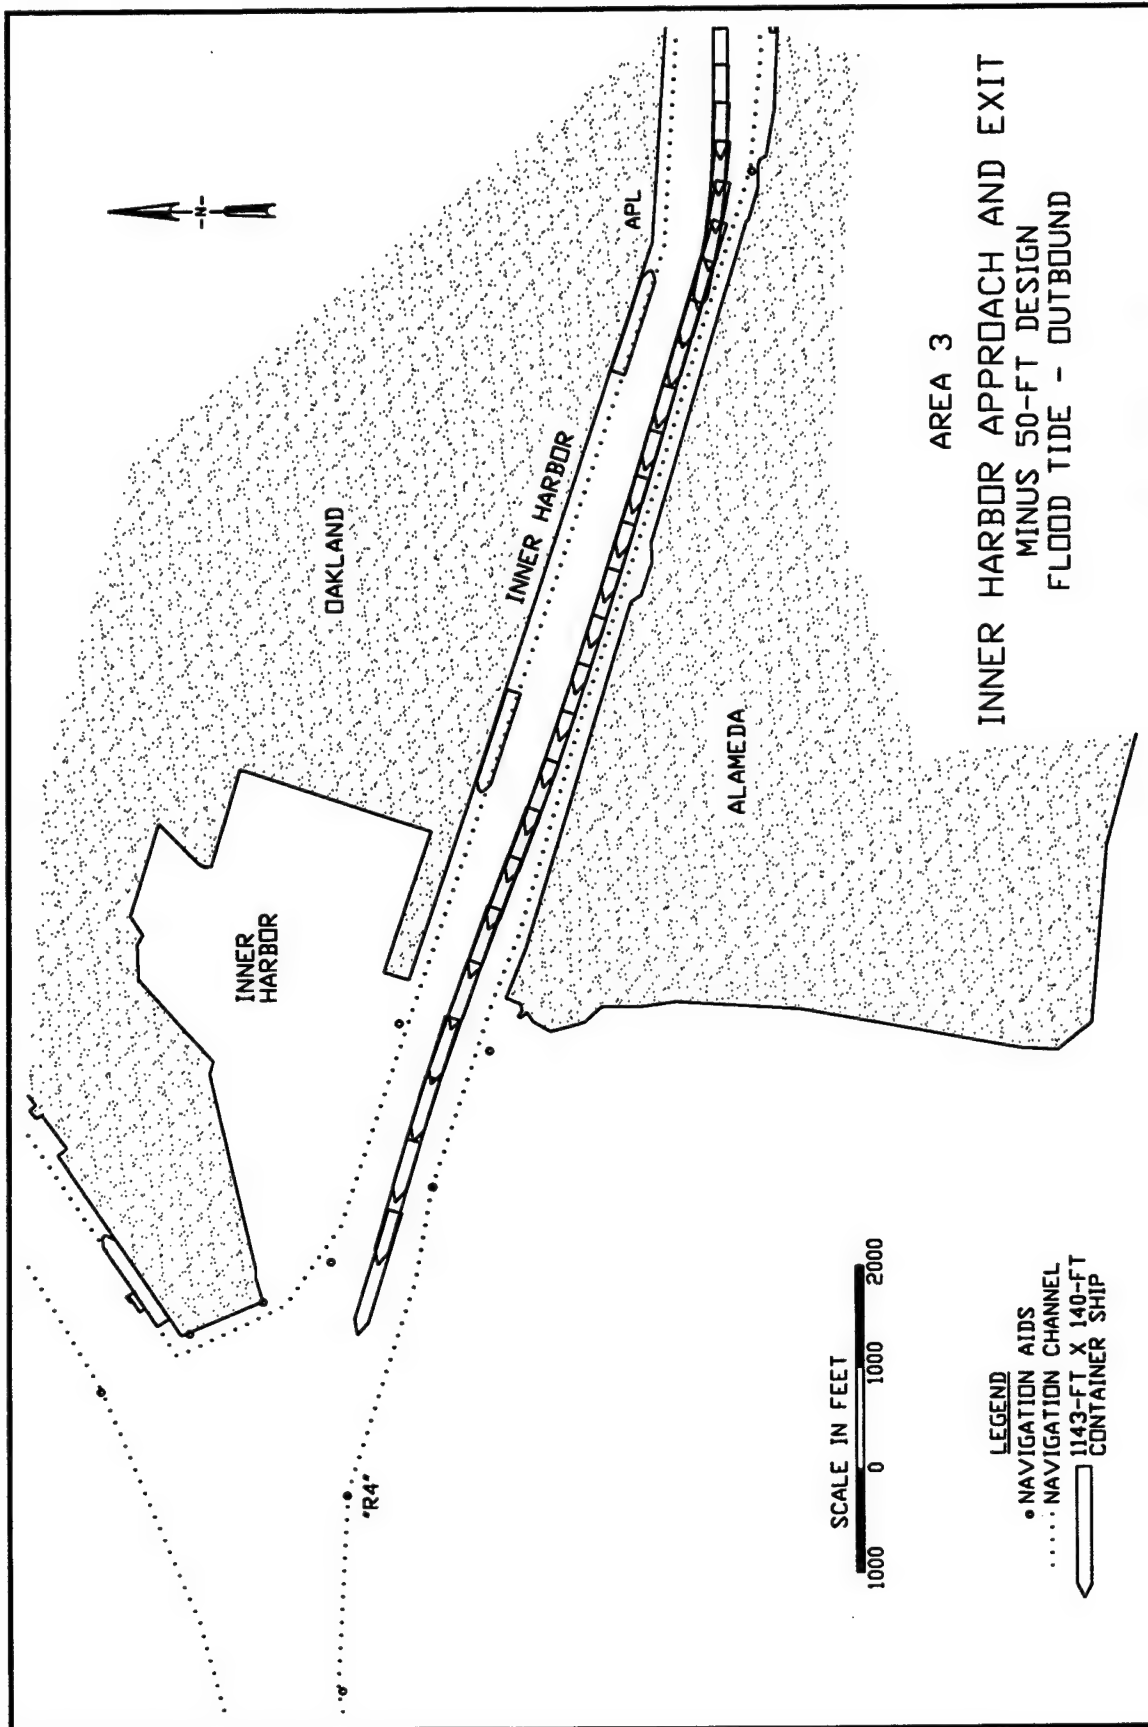 -N-
APL
INNER HARBOR
OAKLAND
INNER
HARBOR
ALAMEDA
"R4"
AREA 3
INNER HARBOR APPROACH AND EXIT
MINUS 50-FT DESIGN
FLOOD TIDE - OUTBOUND
SCALE IN FEET
1000 0 1000 2000
LEGEND
NAVIGATION AIDS
NAVIGATION CHANNEL
1143-FT X 140-FT
CONTAINER SHIP